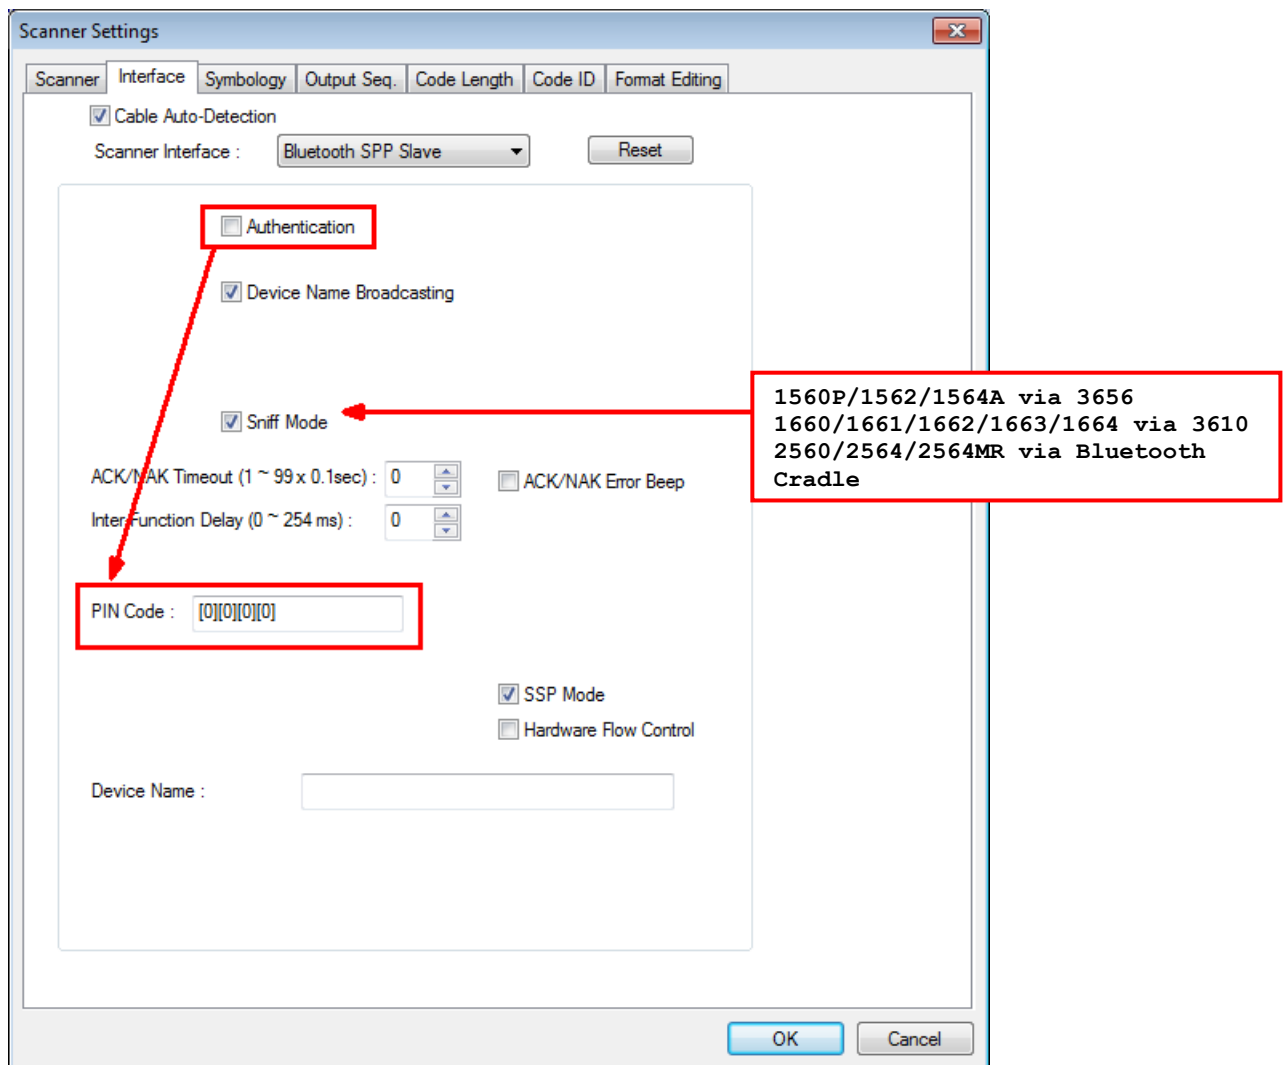 Scanner Settings
Scanner Interface Symbology Output Seq. Code Length Code ID Format Editing
Cable Auto-Detection
Scanner Interface : Bluetooth SPP Slave Reset
Authentication
Device Name Broadcasting
Sniff Mode
1560P/1562/1564A via 3656
1660/1661/1662/1663/1664 via 3610
2560/2564/2564MR via Bluetooth
Cradle
ACK/NAK Timeout (1 ~ 99 x 0.1sec) : 0 ACK/NAK Error Beep
Inter-Function Delay (0 ~ 254 ms) : 0
PIN Code : [0][0][0][0]
SSP Mode
Hardware Flow Control
Device Name :
OK Cancel